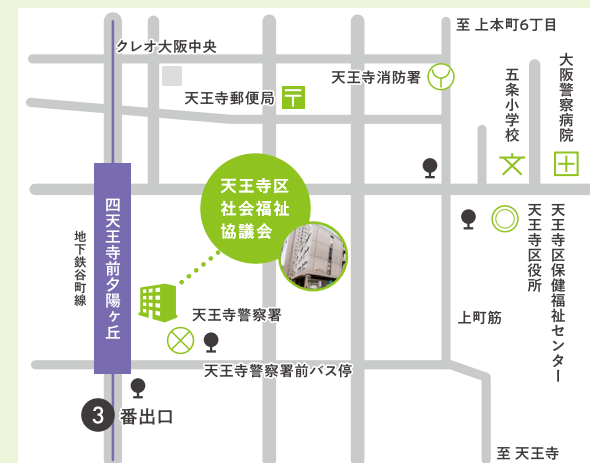 至 上本町6丁目
クレオ大阪中央
天王寺消防署
天王寺郵便局
五条小学校
大阪警察病院
天王寺区
社会福祉
協議会
四天王寺前夕陽ヶ丘
地下鉄谷町線
天王寺区役所
天王寺区保健福祉センター
天王寺警察署
上町筋
天王寺警察署前バス停
3 番出口
至 天王寺